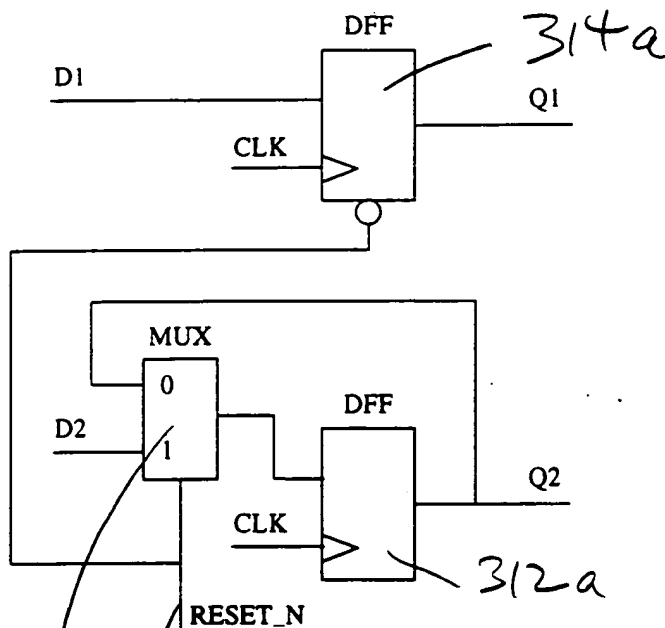 DFF
314a
D1
Q1
CLK
MUX
0
DFF
D2
1
Q2
CLK
312a
RESET_N